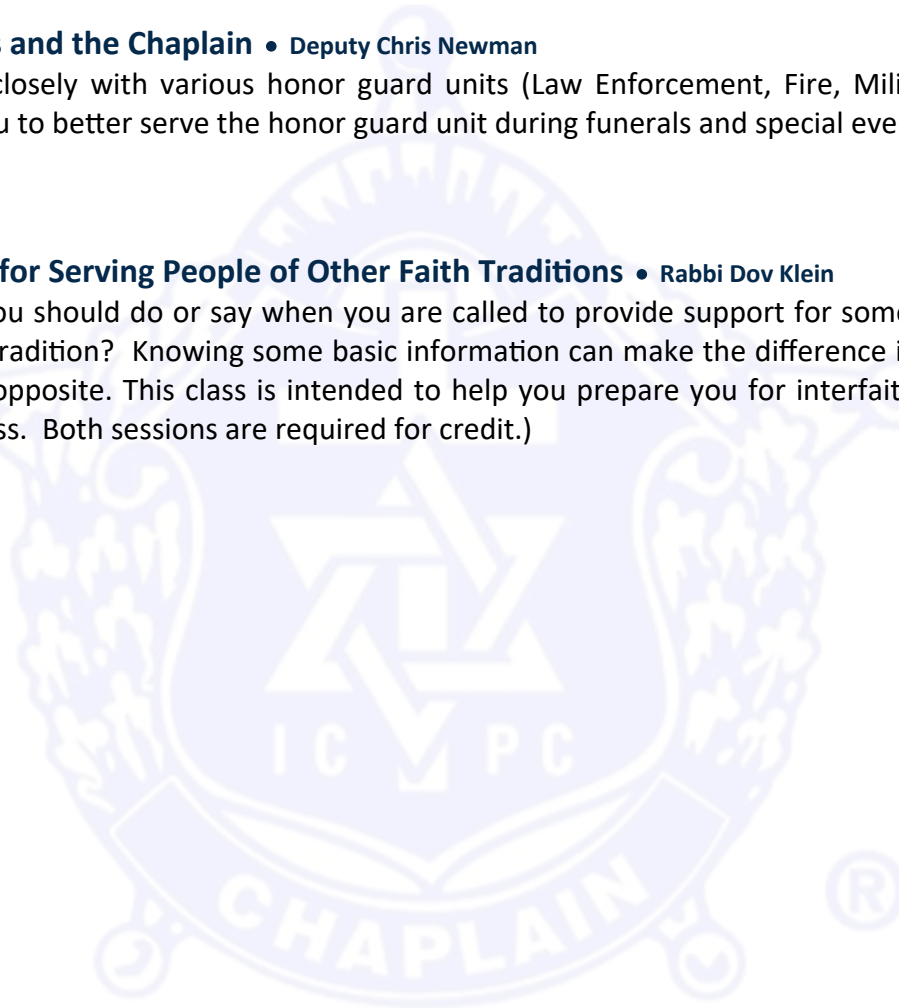 s and the Chaplain • Deputy Chris Newman
closely with various honor guard units (Law Enforcement, Fire, Mili
u to better serve the honor guard unit during funerals and special eve
for Serving People of Other Faith Traditions • Rabbi Dov Klein
ou should do or say when you are called to provide support for some
radition? Knowing some basic information can make the difference i
opposite. This class is intended to help you prepare you for interfait
ss. Both sessions are required for credit.)
I C P C
CHAPLAIN
®